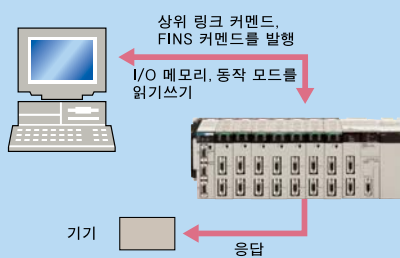 상위 링크 커멘드,
FINS 커멘드를 발행
I/O 메모리, 동작 모드를
읽기쓰기
기기
응답